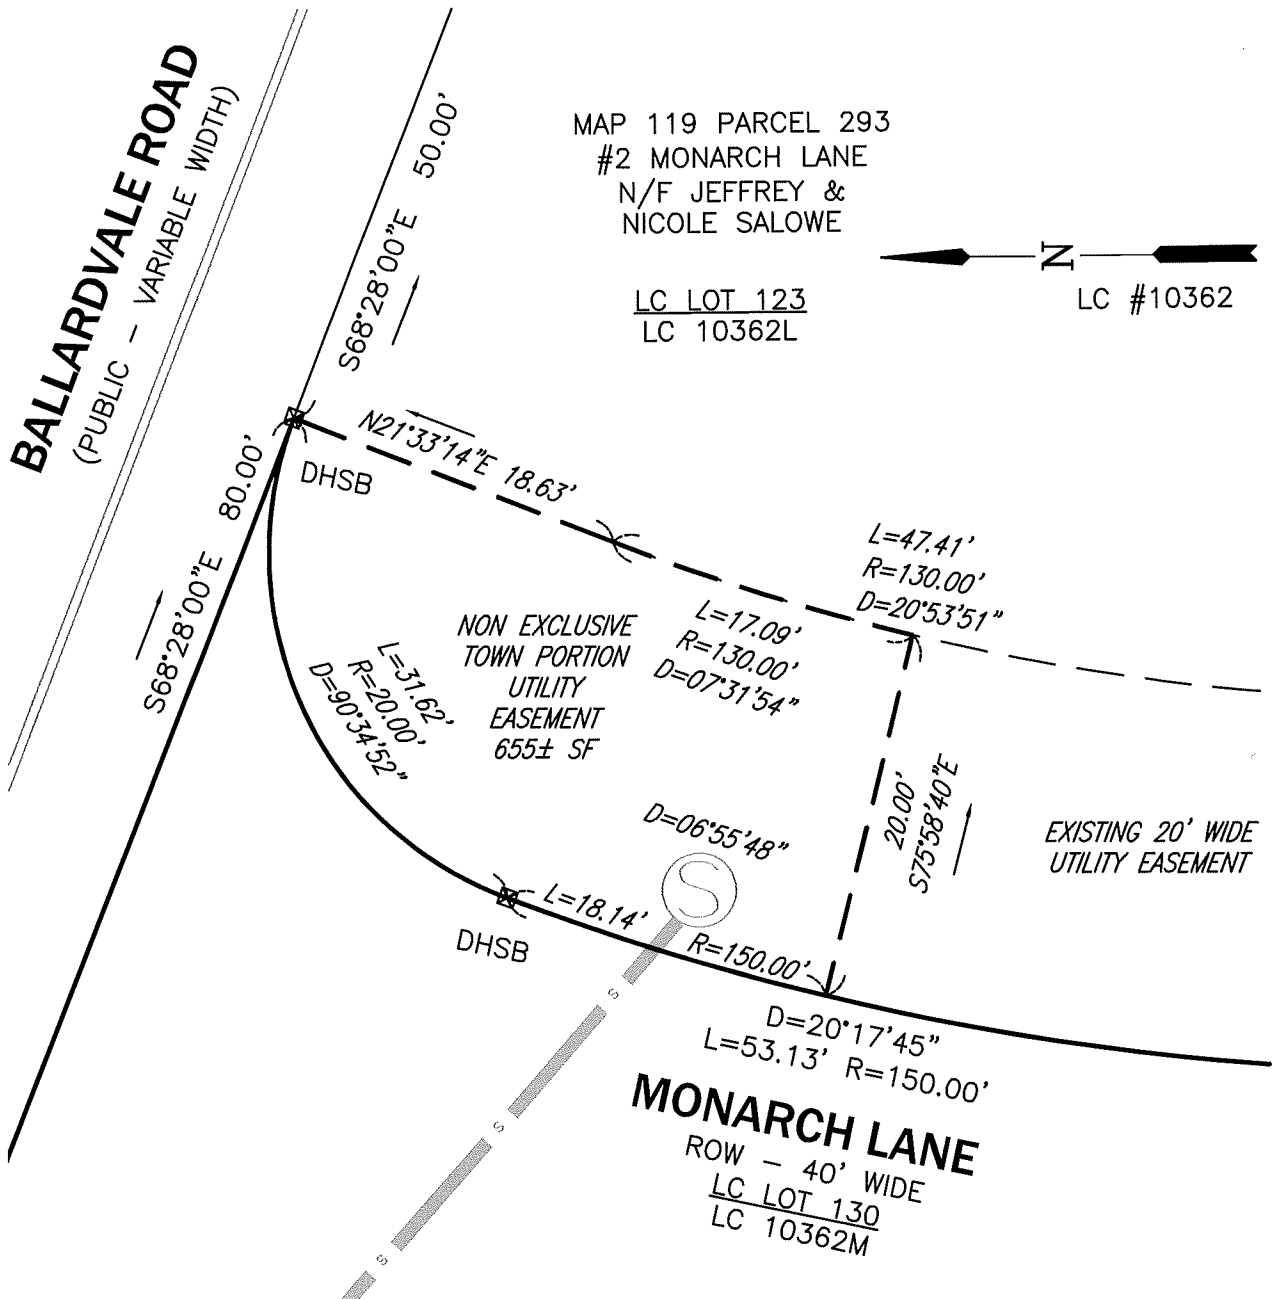 BALLARDVALE ROAD
(PUBLIC - VARIABLE WIDTH)
S68°28'00"E 50.00'
MAP 119 PARCEL 293
#2 MONARCH LANE
N/F JEFFREY &
NICOLE SALOWE
LC LOT 123
LC 10362L
N
LC #10362
S68°28'00"E 80.00'
DHSB
N21°33'14"E 18.63'
L=47.41'
R=130.00'
D=20°53'51"
L=17.09'
R=130.00'
D=07°31'54"
NON EXCLUSIVE
TOWN PORTION
UTILITY
EASEMENT
655± SF
L=31.62'
R=20.00'
D=90°34'52"
20.00'
S75°58'40"E
EXISTING 20' WIDE
UTILITY EASEMENT
D=06°55'48"
S
L=18.14'
R=150.00'
DHSB
S
S
S
D=20°17'45"
L=53.13' R=150.00'
MONARCH LANE
ROW - 40' WIDE
LC LOT 130
LC 10362M